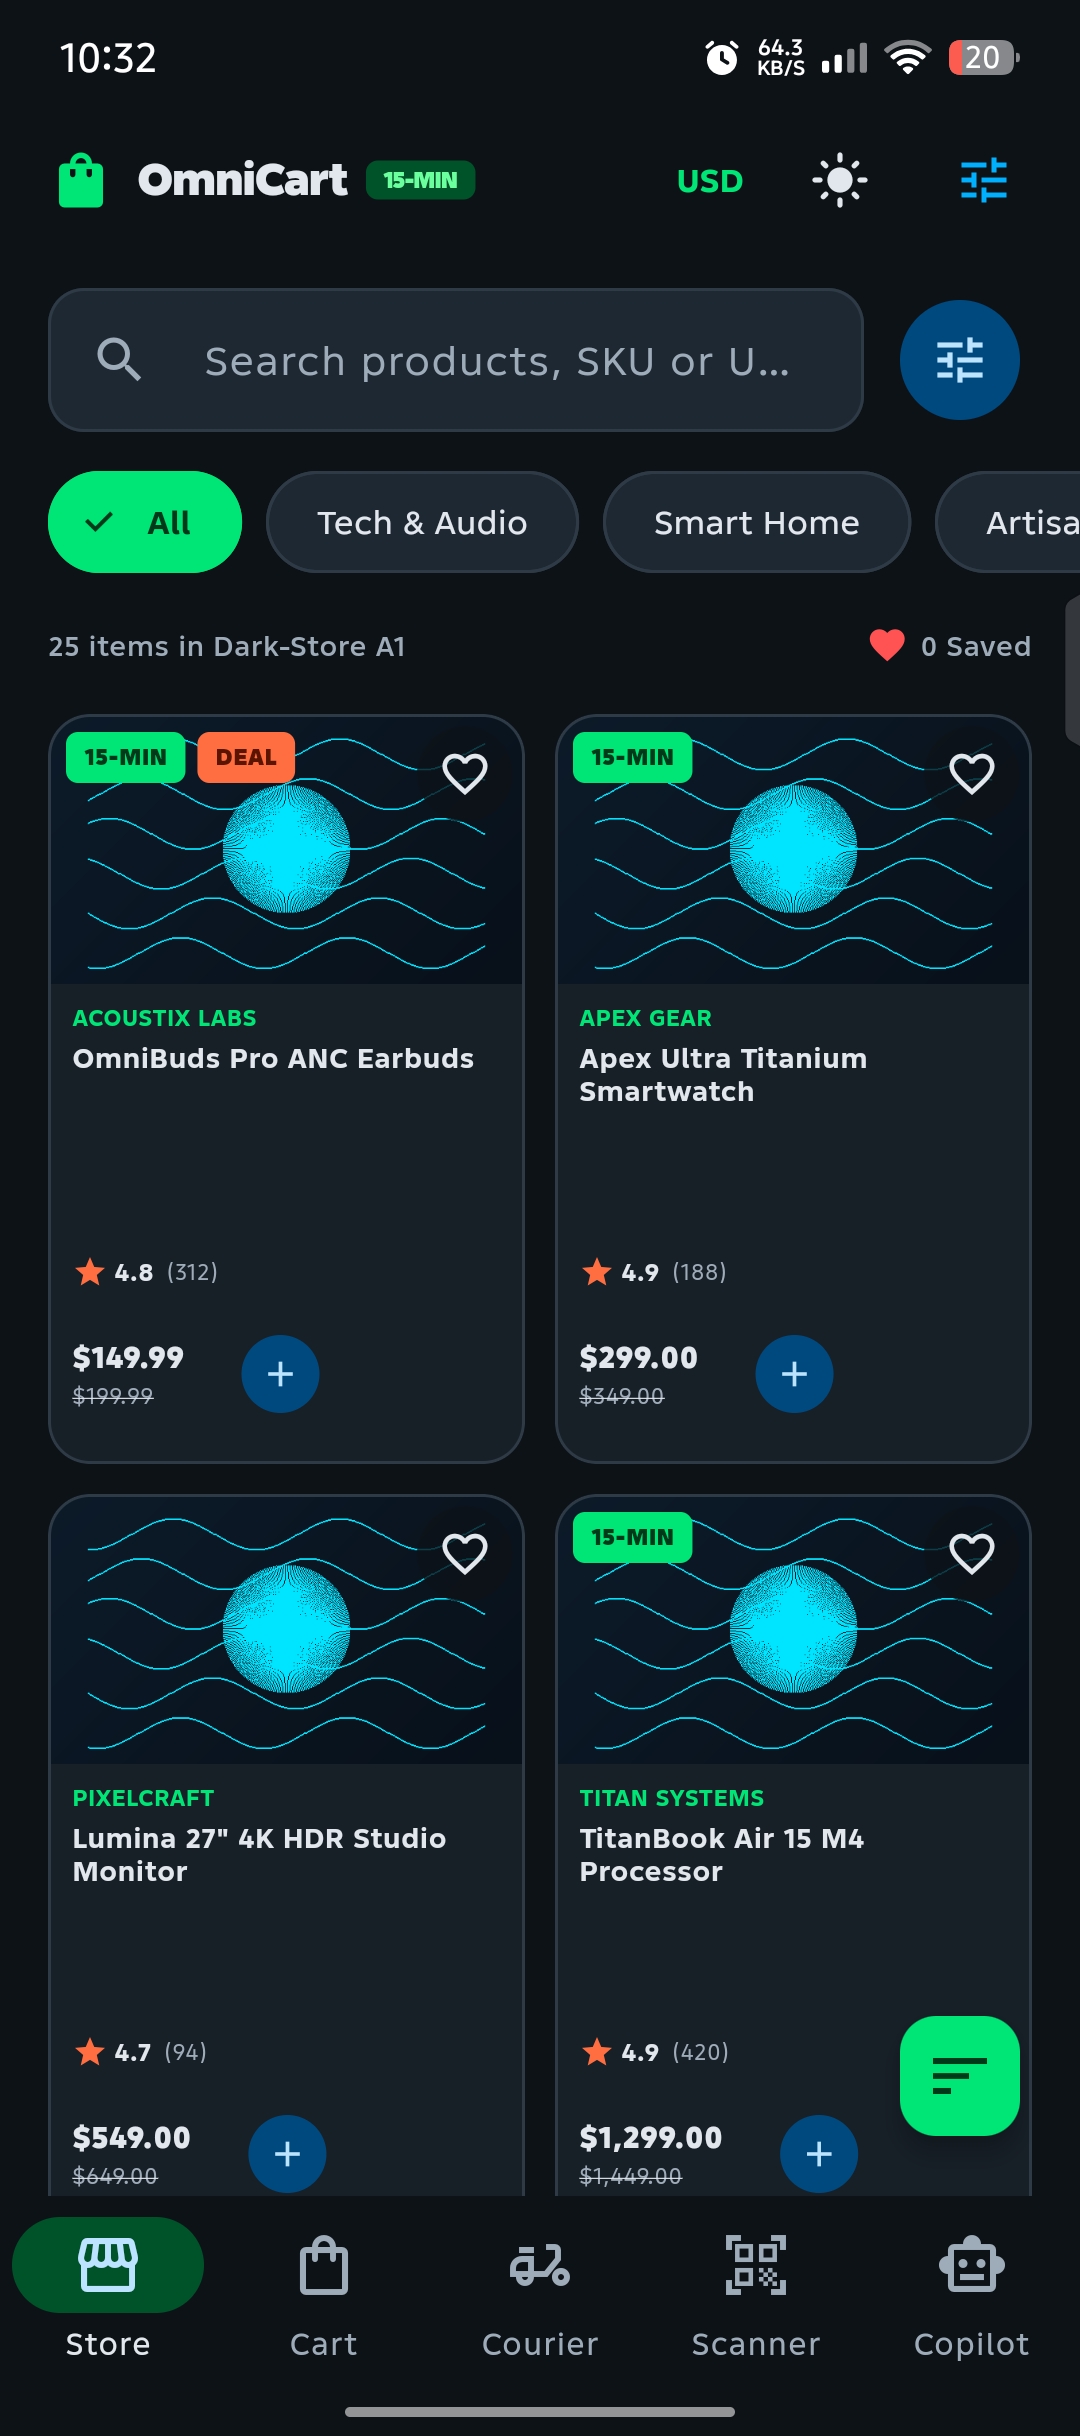 10:32
64.3
KB/S
20
OmniCart
15-MIN
USD
Search products, SKU or U...
All
Tech & Audio
Smart Home
Artisa
25 items in Dark-Store A1
0 Saved
15-MIN
DEAL
15-MIN
ACOUSTIX LABS
OmniBuds Pro ANC Earbuds
4.8 (312)
$149.99
$199.99
APEX GEAR
Apex Ultra Titanium
Smartwatch
4.9 (188)
$299.00
$349.00
PIXELCRAFT
Lumina 27" 4K HDR Studio
Monitor
4.7 (94)
$549.00
$649.00
15-MIN
TITAN SYSTEMS
TitanBook Air 15 M4
Processor
4.9 (420)
$1,299.00
$1,449.00
Store
Cart
Courier
Scanner
Copilot